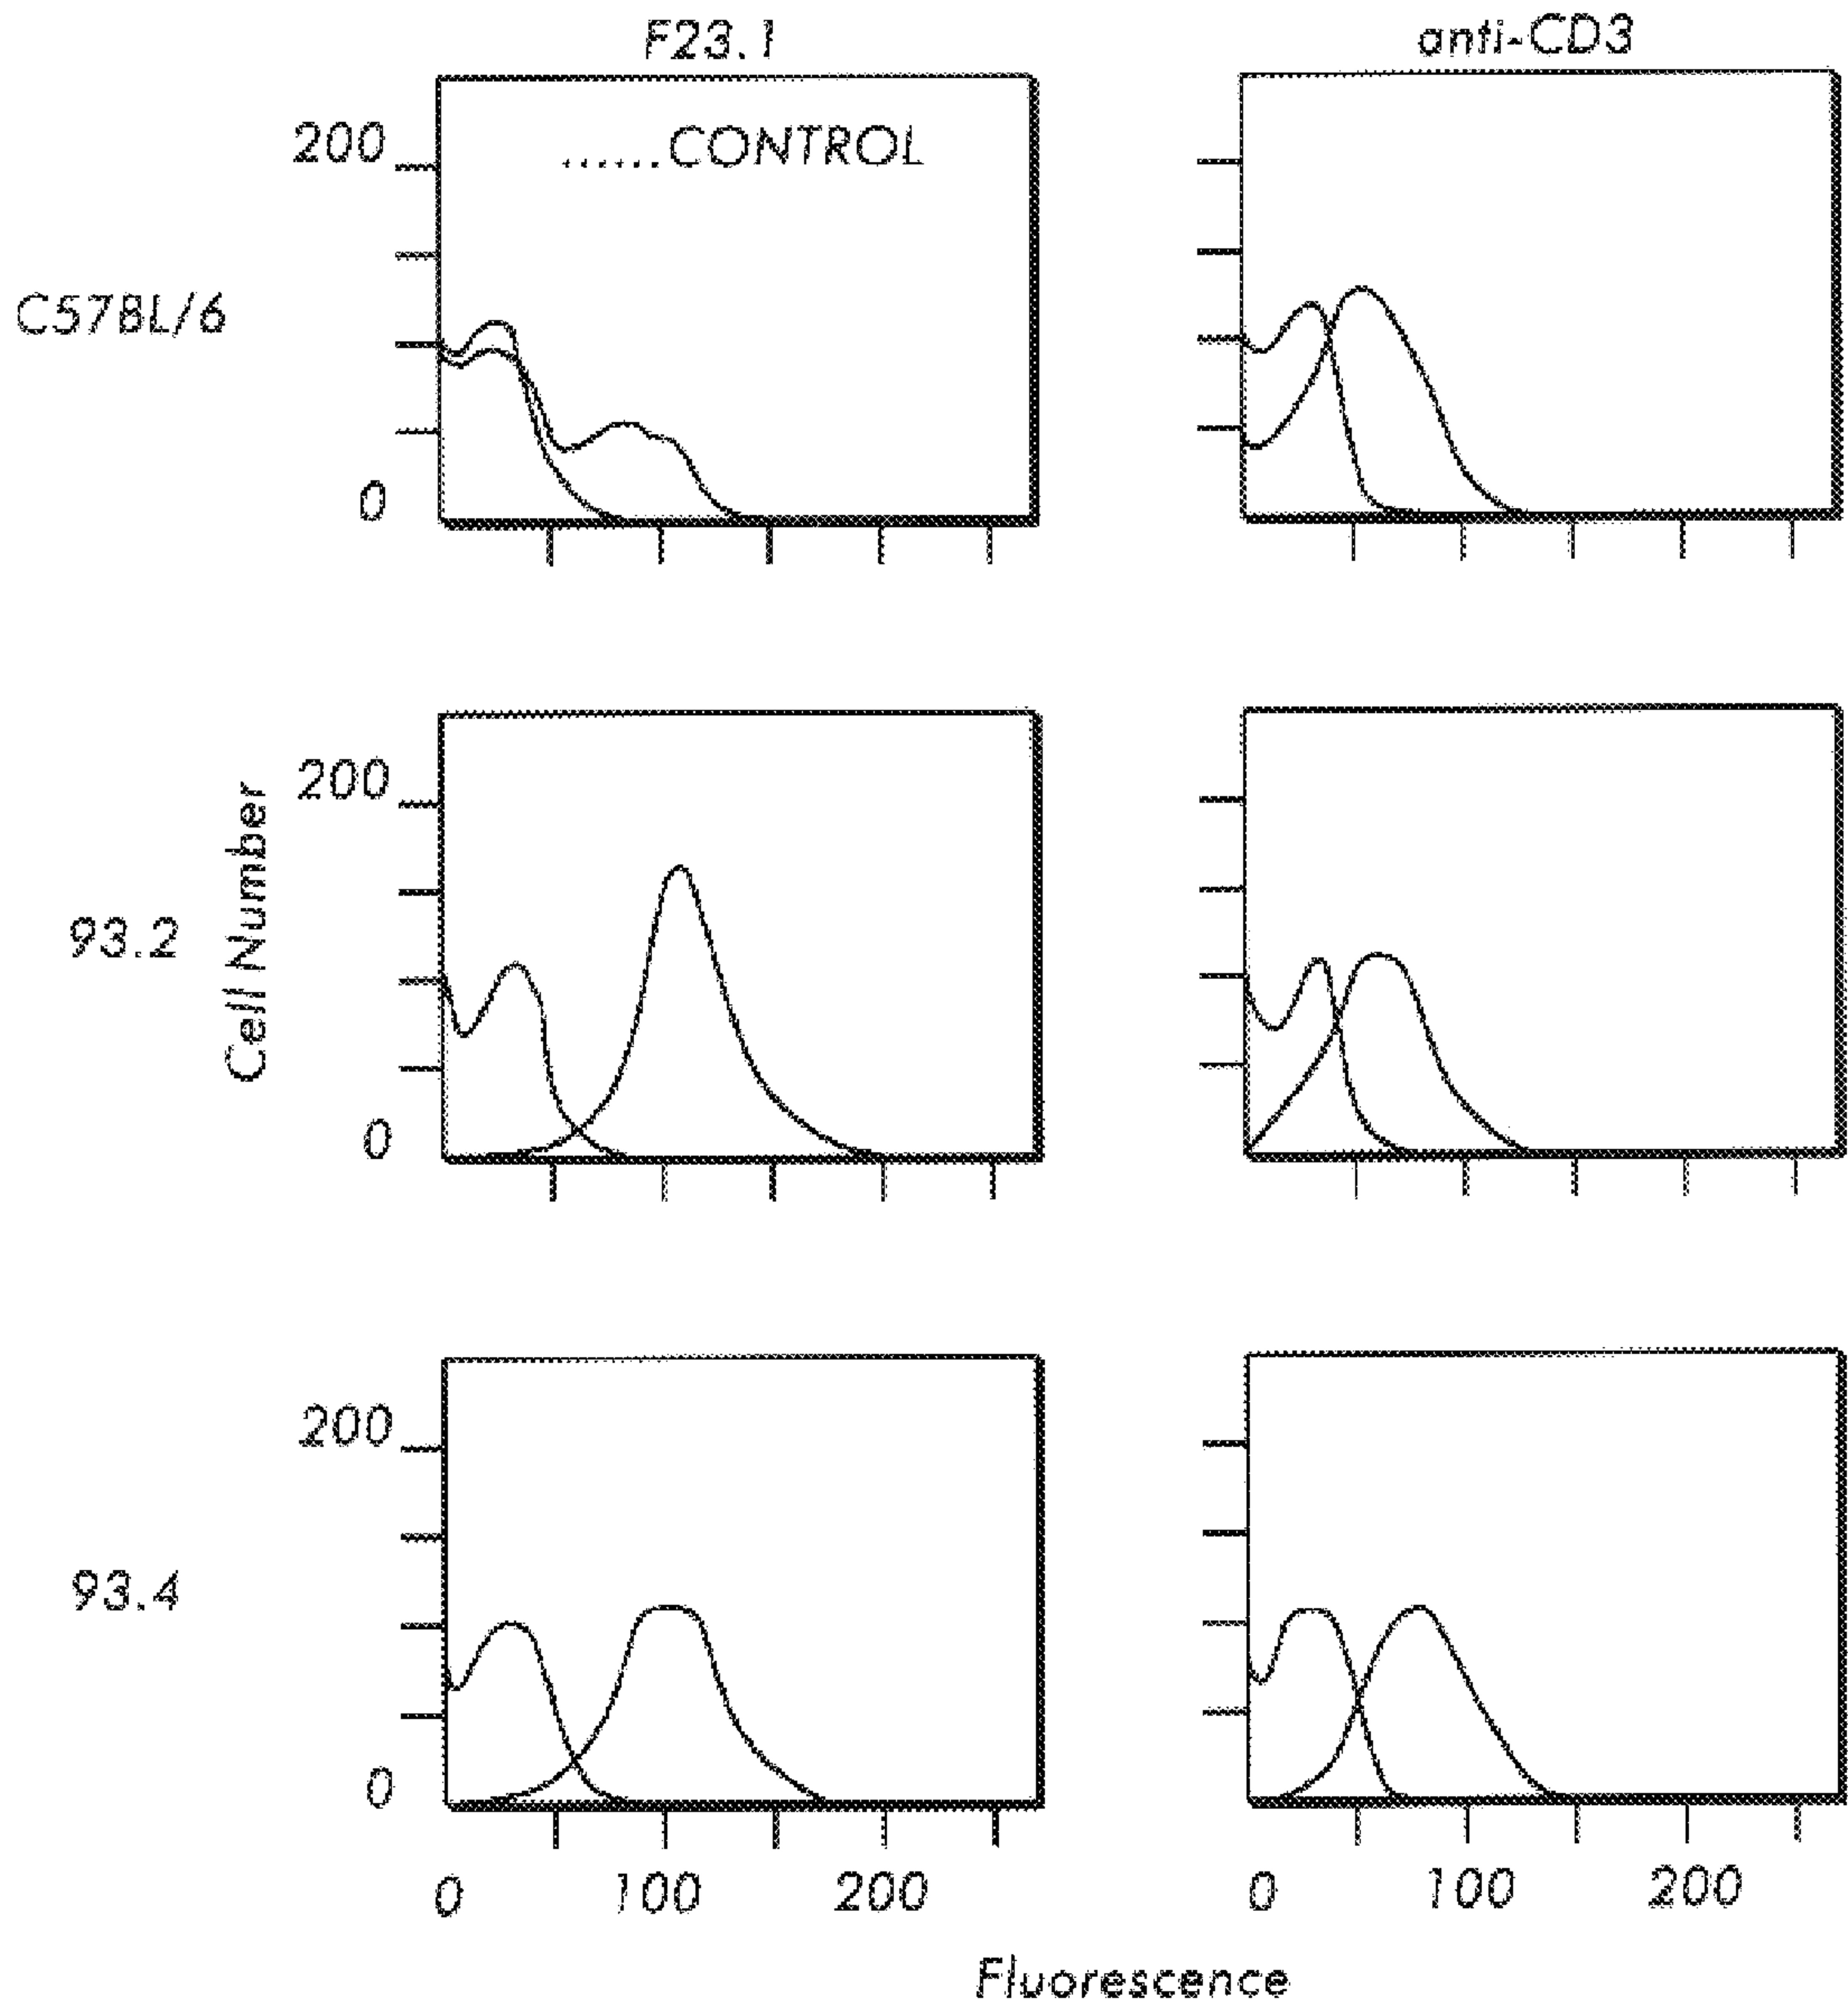 F23.1
anti-CD3
200
......CONTROL
C57BL/6
0
200
Cell Number
93.2
0
200
93.4
0
0 100 200
0 100 200
Fluorescence